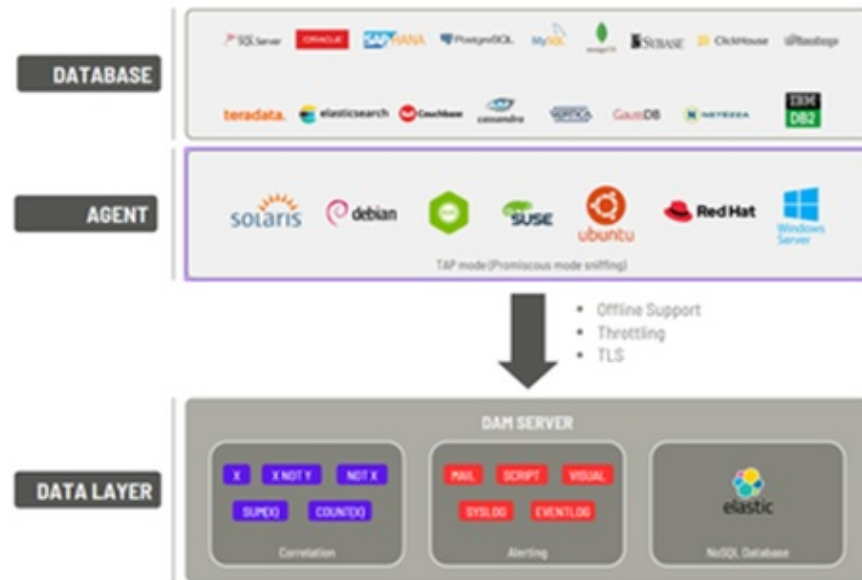 DATABASE
SQL Server ORACLE SAP HANA PostgreSQL MySQL mongoDB SYBASE ClickHouse
teradata. elasticsearch Couchbase cassandra VERTICA GaussDB NETEZZA IBM DB2
AGENT
solaris debian SUSE ubuntu Red Hat Windows Server
TAP mode (Promiscous mode sniffing)
Offline Support
Throttling
TLS
DATA LAYER
DAM SERVER
X X NOT Y NOT X
SUM(X) COUNT(X)
Correlation
MAIL SCRIPT VISUAL
SYSLOG EVENTLOG
Alerting
elastic
NoSQL Database